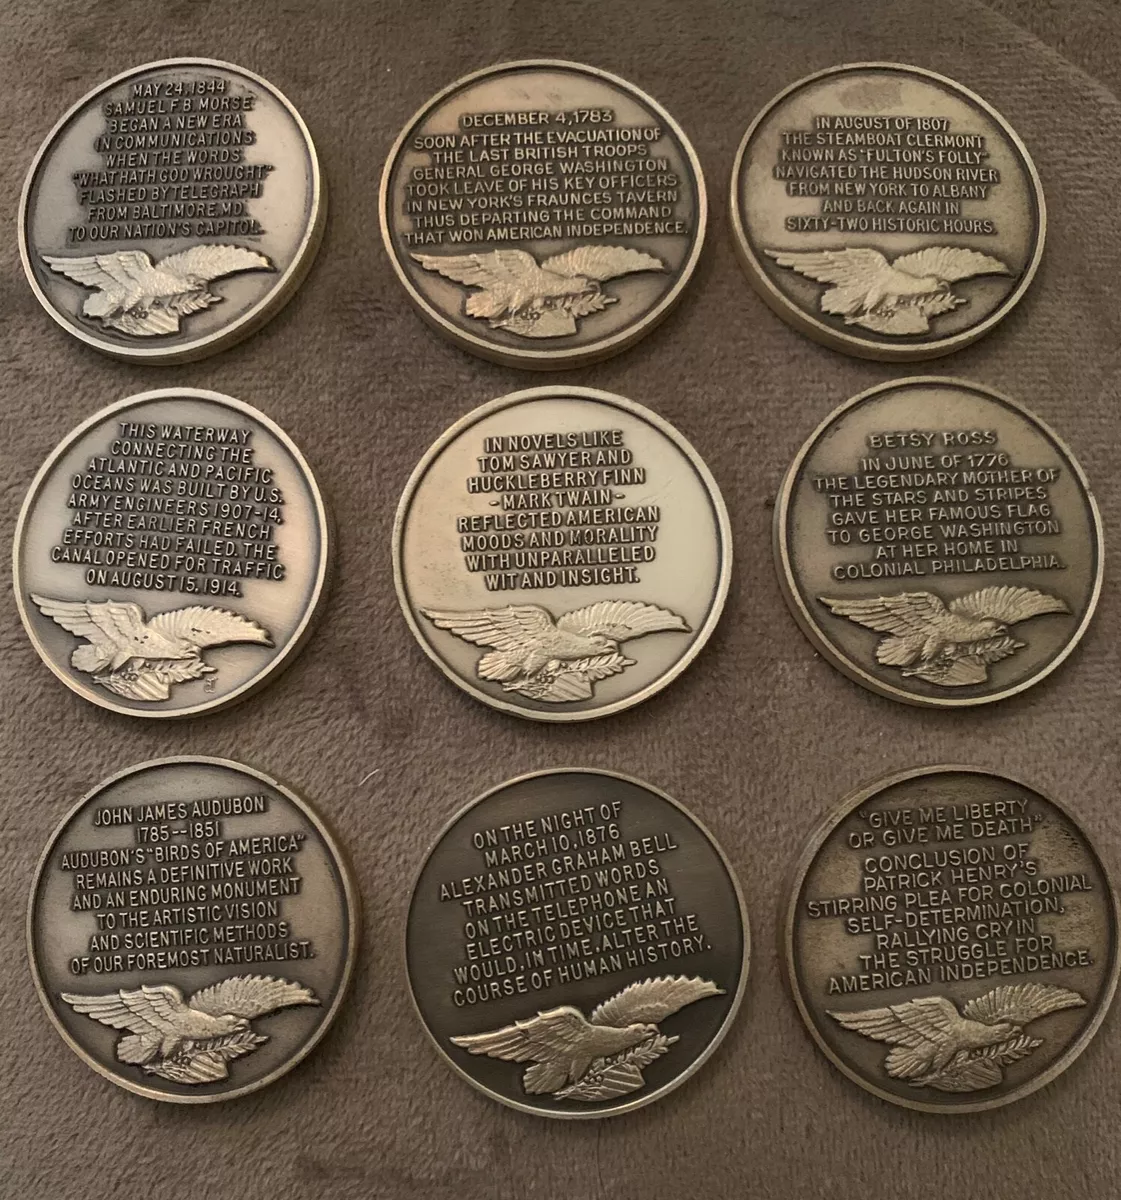 MAY 24, 1844
SAMUEL F.B. MORSE
BEGAN A NEW ERA
IN COMMUNICATIONS
WHEN THE WORDS
"WHAT HATH GOD WROUGHT"
FLASHED BY TELEGRAPH
FROM BALTIMORE, MD.
TO OUR NATION'S CAPITOL.
DECEMBER 4, 1783
SOON AFTER THE EVACUATION OF
THE LAST BRITISH TROOPS
GENERAL GEORGE WASHINGTON
TOOK LEAVE OF HIS KEY OFFICERS
IN NEW YORK'S FRAUNCES TAVERN
THUS DEPARTING THE COMMAND
THAT WON AMERICAN INDEPENDENCE.
IN AUGUST OF 1807
THE STEAMBOAT CLERMONT
KNOWN AS "FULTON'S FOLLY"
NAVIGATED THE HUDSON RIVER
FROM NEW YORK TO ALBANY
AND BACK AGAIN IN
SIXTY-TWO HISTORIC HOURS.
THIS WATERWAY
CONNECTING THE
ATLANTIC AND PACIFIC
OCEANS WAS BUILT BY U.S.
ARMY ENGINEERS 1907-14,
AFTER EARLIER FRENCH
EFFORTS HAD FAILED. THE
CANAL OPENED FOR TRAFFIC
ON AUGUST 15, 1914.
IN NOVELS LIKE
TOM SAWYER AND
HUCKLEBERRY FINN
- MARK TWAIN -
REFLECTED AMERICAN
MOODS AND MORALITY
WITH UNPARALLELED
WIT AND INSIGHT.
BETSY ROSS
IN JUNE OF 1776
THE LEGENDARY MOTHER OF
THE STARS AND STRIPES
GAVE HER FAMOUS FLAG
TO GEORGE WASHINGTON
AT HER HOME IN
COLONIAL PHILADELPHIA.
JOHN JAMES AUDUBON
1785--1851
AUDUBON'S "BIRDS OF AMERICA"
REMAINS A DEFINITIVE WORK
AND AN ENDURING MONUMENT
TO THE ARTISTIC VISION
AND SCIENTIFIC METHODS
OF OUR FOREMOST NATURALIST.
ON THE NIGHT OF
MARCH 10, 1876
ALEXANDER GRAHAM BELL
TRANSMITTED WORDS
ON THE TELEPHONE AN
ELECTRIC DEVICE THAT
WOULD, IN TIME, ALTER THE
COURSE OF HUMAN HISTORY.
"GIVE ME LIBERTY
OR GIVE ME DEATH"
CONCLUSION OF
PATRICK HENRY'S
STIRRING PLEA FOR COLONIAL
SELF-DETERMINATION,
RALLYING CRY IN
THE STRUGGLE FOR
AMERICAN INDEPENDENCE.